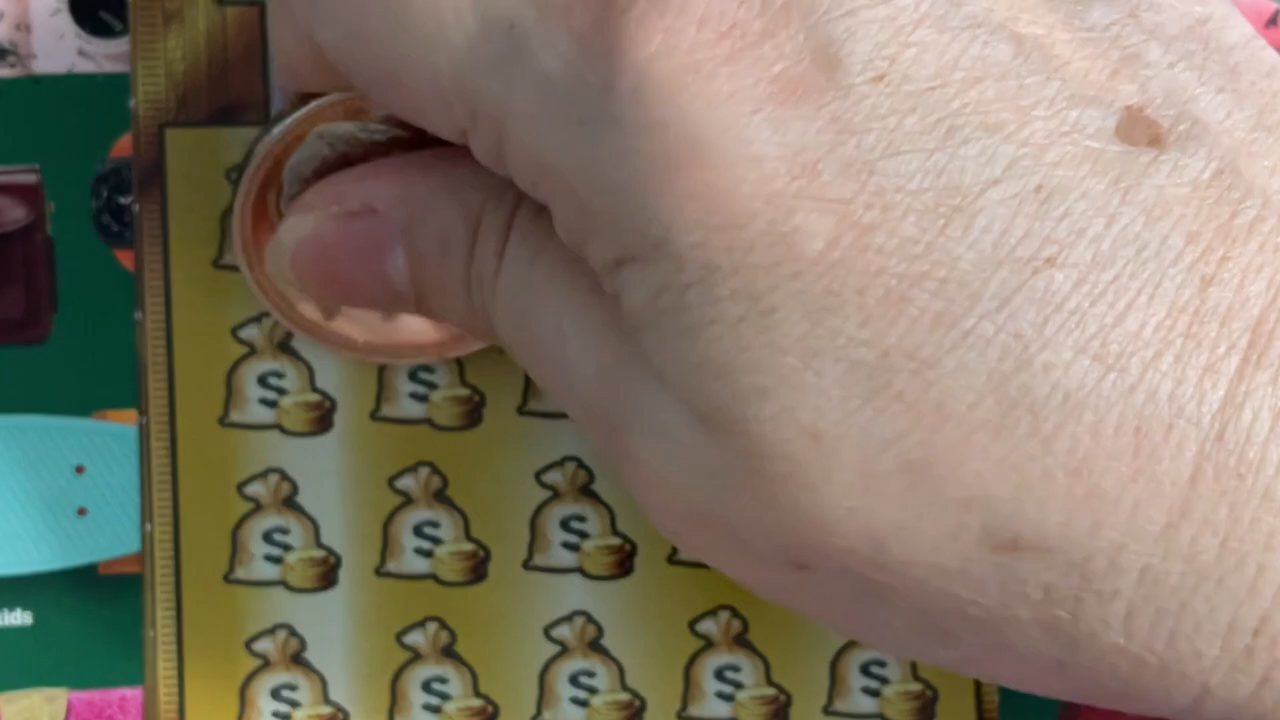 $
$ $
$ $ $
$ $ $ $ $
kids